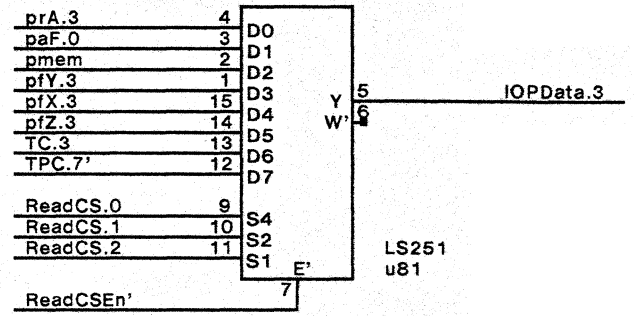 prA.3 4 D0
paF.0 3 D1
pmem 2 D2
pfY.3 1 D3
pfX.3 15 D4
pfZ.3 14 D5
TC.3 13 D6
TPC.7' 12 D7
Y 5 IOPData.3
W' 6
ReadCS.0 9 S4
ReadCS.1 10 S2
ReadCS.2 11 S1
E'
7
LS251
u81
ReadCSEn'